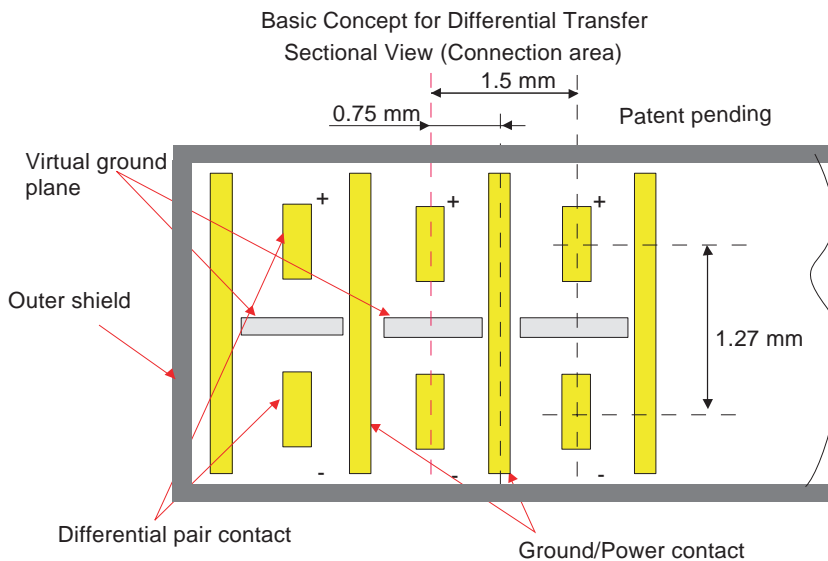 Basic Concept for Differential Transfer
Sectional View (Connection area)
1.5 mm
0.75 mm
Patent pending
Virtual ground
plane
+
+
+
Outer shield
1.27 mm
-
-
-
Differential pair contact
Ground/Power contact